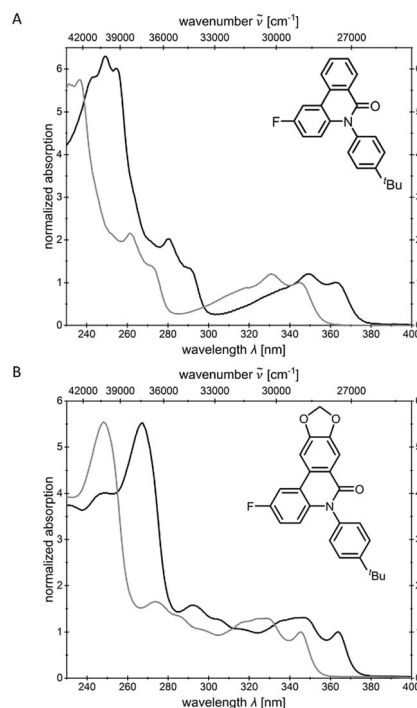 A
wavenumber ν̃ [cm⁻¹]
42000 39000 36000 33000 30000 27000
6
5
4
3
2
1
0
normalized absorption
O
F
N
ᵗBu
240 260 280 300 320 340 360 380 400
wavelength λ [nm]
B
wavenumber ν̃ [cm⁻¹]
42000 39000 36000 33000 30000 27000
6
5
4
3
2
1
0
normalized absorption
O O
O
F
N
ᵗBu
240 260 280 300 320 340 360 380 400
wavelength λ [nm]